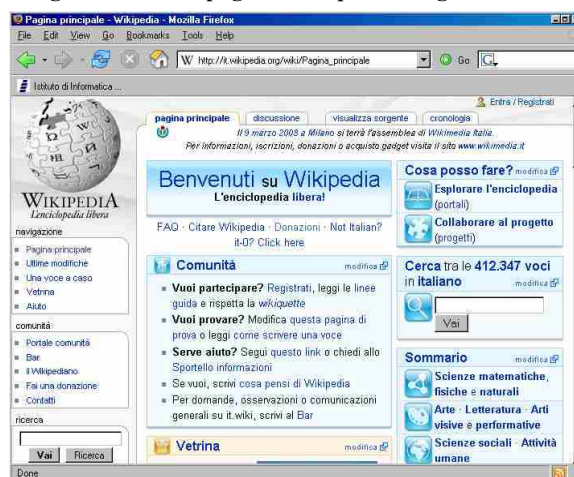 Pagina principale - Wikipedia - Mozilla Firefox
File Edit View Go Bookmarks Tools Help
W http://it.wikipedia.org/wiki/Pagina_principale Go G
Istituto di Informatica ...
Entra / Registrati
pagina principale discussione visualizza sorgente cronologia
Il 9 marzo 2008 a Milano si terrà l'assemblea di Wikimedia Italia.
Per informazioni, iscrizioni, donazioni o acquisto gadget visita il sito www.wikimedia.it
WIKIPEDIA
L'enciclopedia libera
navigazione
Pagina principale
Ultime modifiche
Una voce a caso
Vetrina
Aiuto
comunità
Portale comunità
Bar
Il Wikipediano
Fai una donazione
Contatti
ricerca
Vai Ricerca
Benvenuti su Wikipedia
L'enciclopedia libera!
FAQ · Citare Wikipedia · Donazioni · Not Italian?
it-0? Click here
Comunità modifica
Vuoi partecipare? Registrati, leggi le linee
guida e rispetta la wikiquette
Vuoi provare? Modifica questa pagina di
prova o leggi come scrivere una voce
Serve aiuto? Segui questo link o chiedi allo
Sportello informazioni
Se vuoi, scrivi cosa pensi di Wikipedia
Per domande, osservazioni o comunicazioni
generali su it.wiki, scrivi al Bar
Vetrina modifica
Cosa posso fare? modifica
Esplorare l'enciclopedia
(portali)
Collaborare al progetto
(progetti)
Cerca tra le 412.347 voci
in italiano modifica
Vai
Sommario modifica
Scienze matematiche,
fisiche e naturali
Arte · Letteratura · Arti
visive e performative
Scienze sociali · Attività
umane
Done